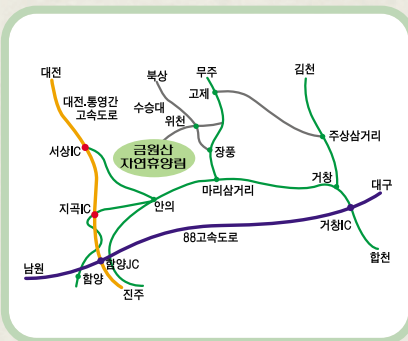 대전
북상
무주
김천
고제
대전.통영간
고속도로
수승대
위천
주상삼거리
서상IC
금원산
자연휴양림
장풍
마리삼거리
거창
대구
지곡IC
안의
거창IC
88고속도로
합천
남원
함양
함양JC
진주